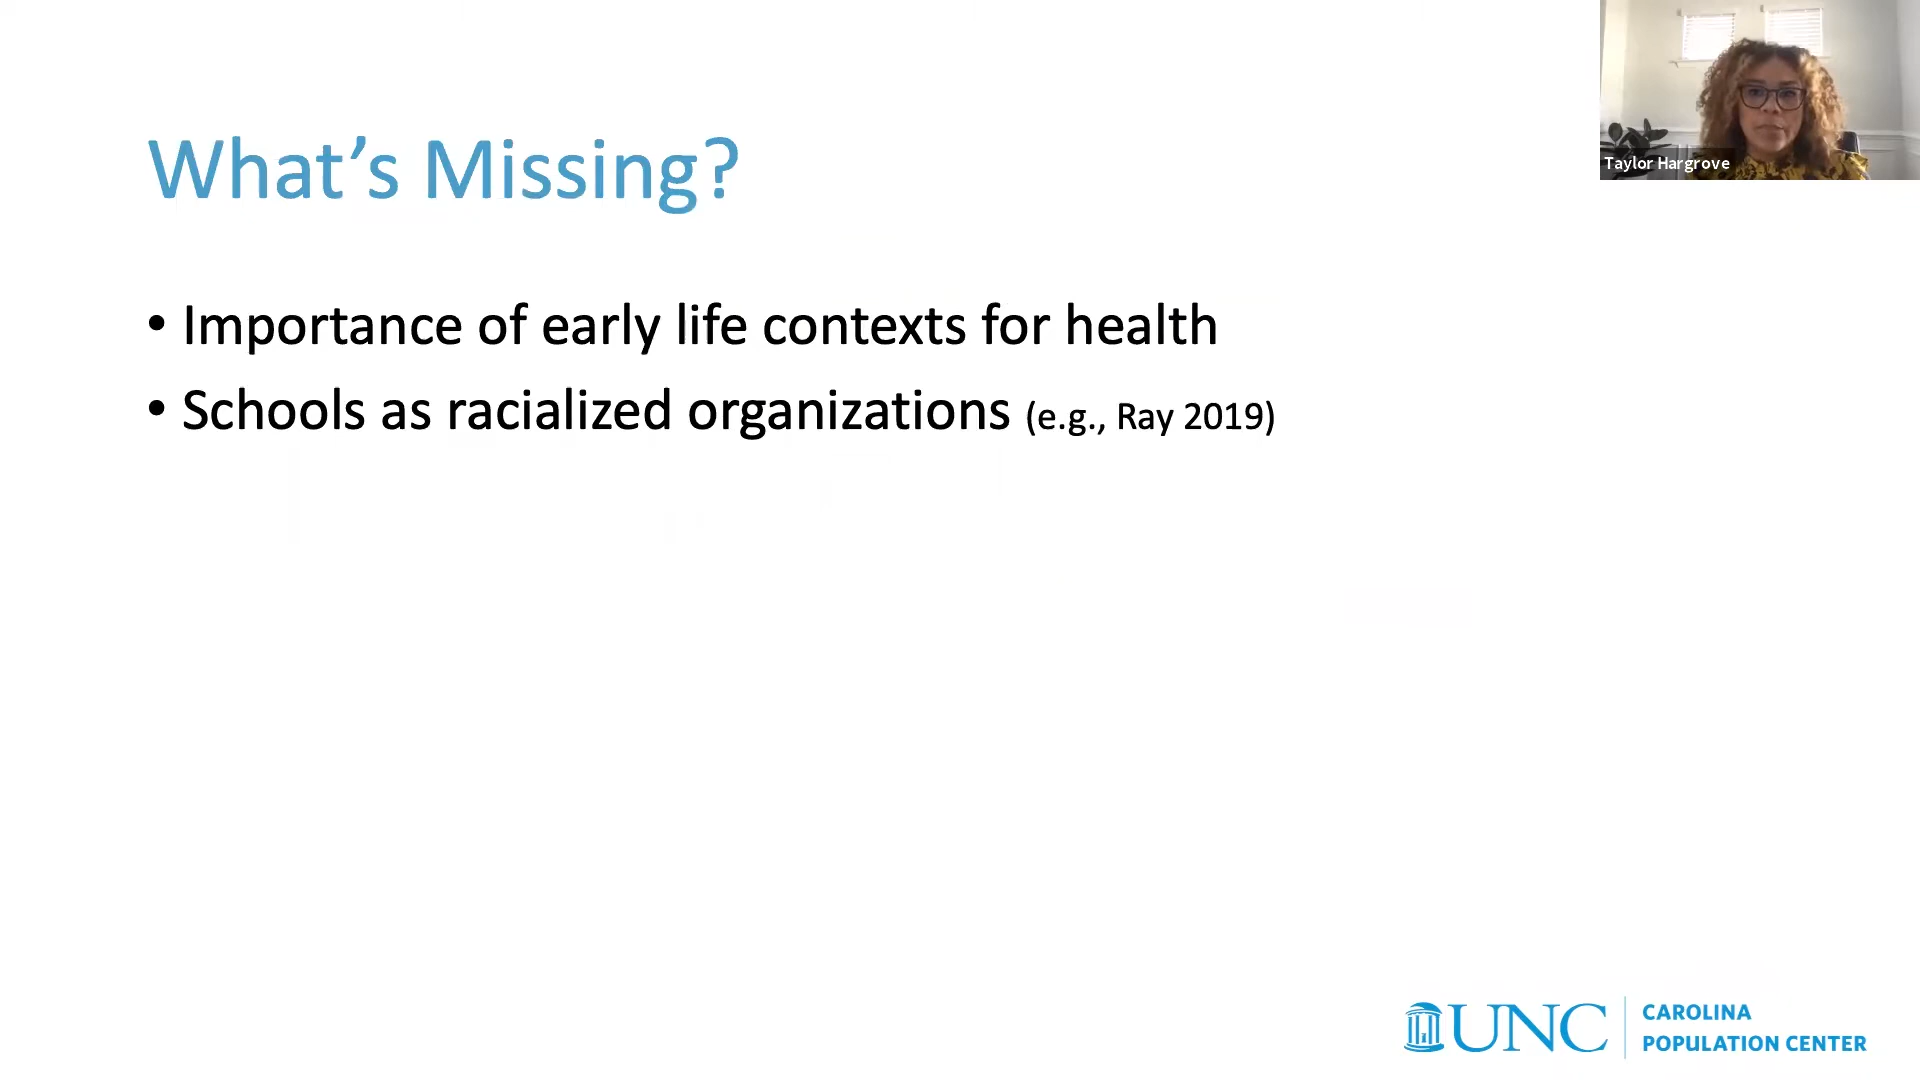 What’s Missing?
• Importance of early life contexts for health
• Schools as racialized organizations (e.g., Ray 2019)
Taylor Hargrove
UNC
CAROLINA
POPULATION CENTER